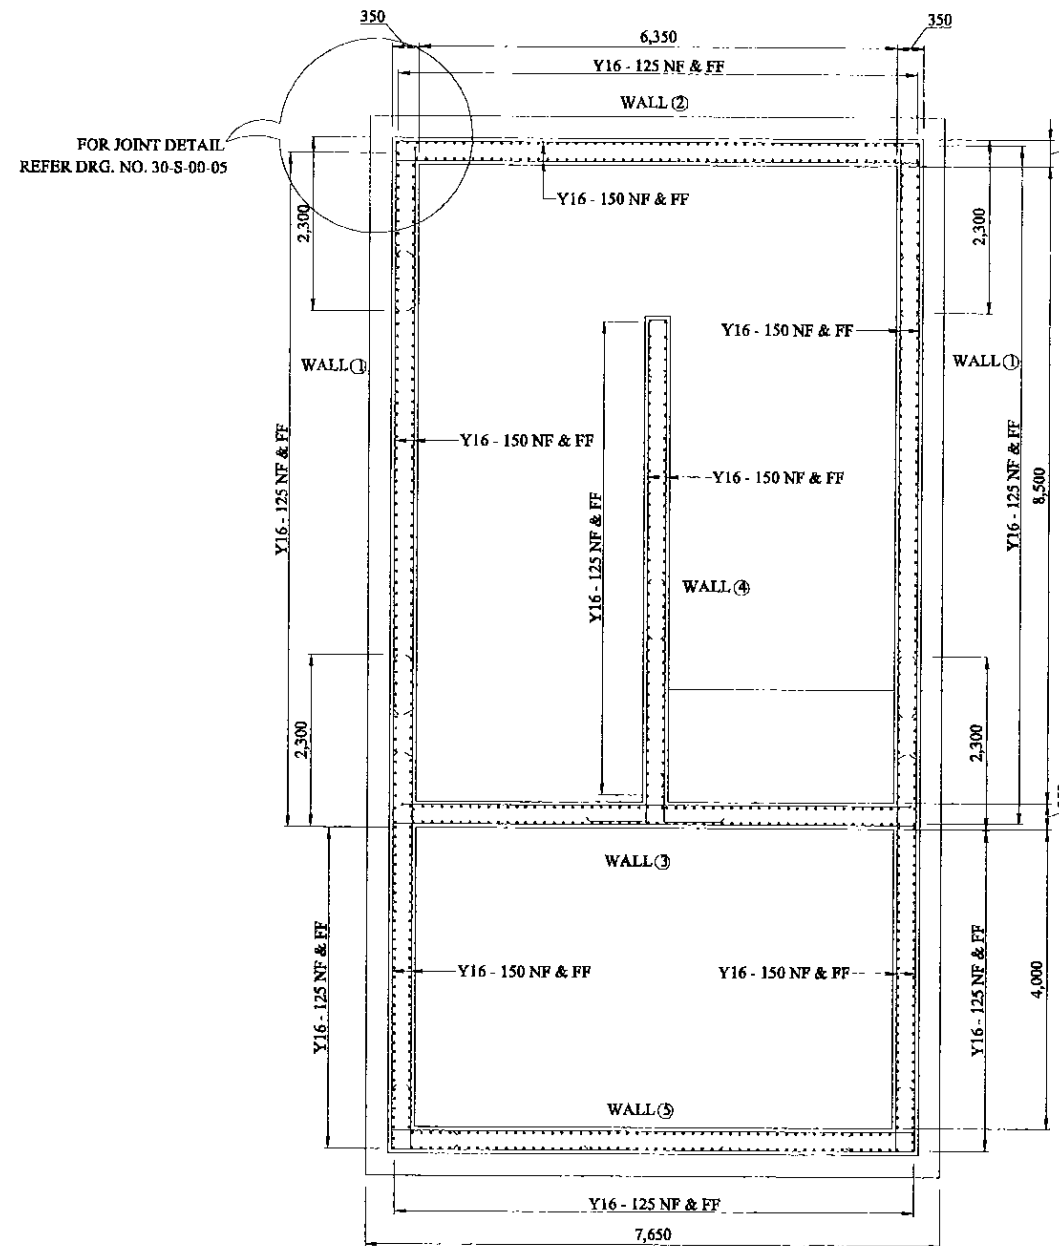 350
350
6,350
Y16 - 125 NF & FF
WALL ②
FOR JOINT DETAIL
REFER DRG. NO. 30-S-00-05
Y16 - 150 NF & FF
2,300
2,300
Y16 - 150 NF & FF
WALL ①
WALL ①
Y16 - 150 NF & FF
Y16 - 125 NF & FF
Y16 - 150 NF & FF
Y16 - 125 NF & FF
8,500
Y16 - 125 NF & FF
WALL ④
2,300
2,300
WALL ③
Y16 - 125 NF & FF
Y16 - 150 NF & FF
Y16 - 150 NF & FF
Y16 - 125 NF & FF
4,000
WALL ⑤
Y16 - 125 NF & FF
7,650